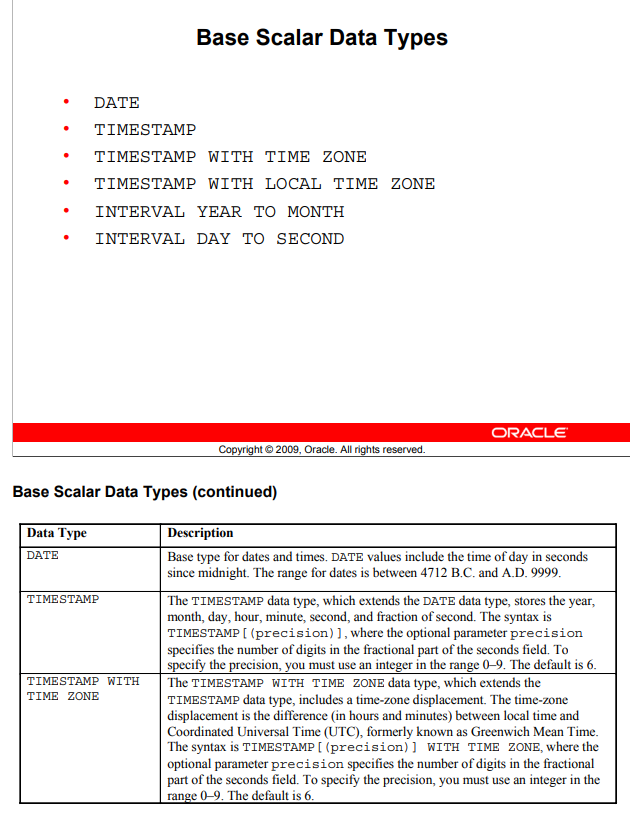 Base Scalar Data Types
• DATE
• TIMESTAMP
• TIMESTAMP WITH TIME ZONE
• TIMESTAMP WITH LOCAL TIME ZONE
• INTERVAL YEAR TO MONTH
• INTERVAL DAY TO SECOND
ORACLE
Copyright © 2009, Oracle. All rights reserved.
Base Scalar Data Types (continued)
Data Type
Description
DATE
Base type for dates and times. DATE values include the time of day in seconds
since midnight. The range for dates is between 4712 B.C. and A.D. 9999.
TIMESTAMP
The TIMESTAMP data type, which extends the DATE data type, stores the year,
month, day, hour, minute, second, and fraction of second. The syntax is
TIMESTAMP[(precision)], where the optional parameter precision
specifies the number of digits in the fractional part of the seconds field. To
specify the precision, you must use an integer in the range 0–9. The default is 6.
TIMESTAMP WITH
TIME ZONE
The TIMESTAMP WITH TIME ZONE data type, which extends the
TIMESTAMP data type, includes a time-zone displacement. The time-zone
displacement is the difference (in hours and minutes) between local time and
Coordinated Universal Time (UTC), formerly known as Greenwich Mean Time.
The syntax is TIMESTAMP[(precision)] WITH TIME ZONE, where the
optional parameter precision specifies the number of digits in the fractional
part of the seconds field. To specify the precision, you must use an integer in the
range 0–9. The default is 6.